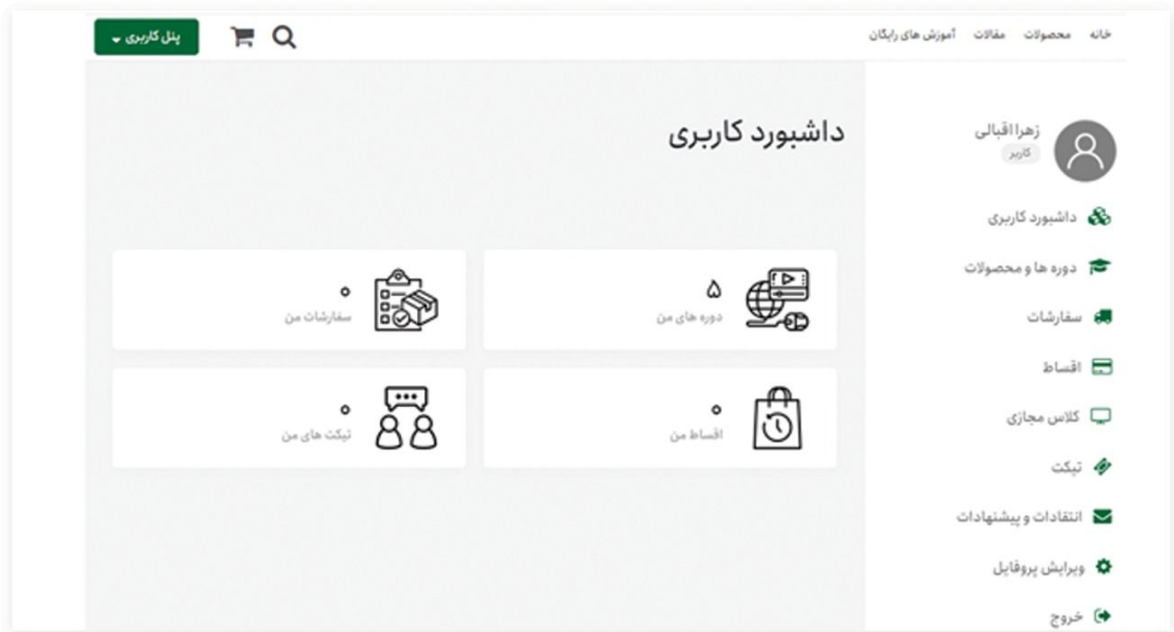 خانه محصولات مقالات آموزش های رایگان
پنل کاربری
زهرا اقبالی
کاربر
داشبورد کاربری
دوره ها و محصولات
سفارشات
اقساط
کلاس مجازی
تیکت
انتقادات و پیشنهادات
ویرایش پروفایل
خروج
داشبورد کاربری
۵
دوره های من
۰
سفارشات من
۰
اقساط من
۰
تیکت های من